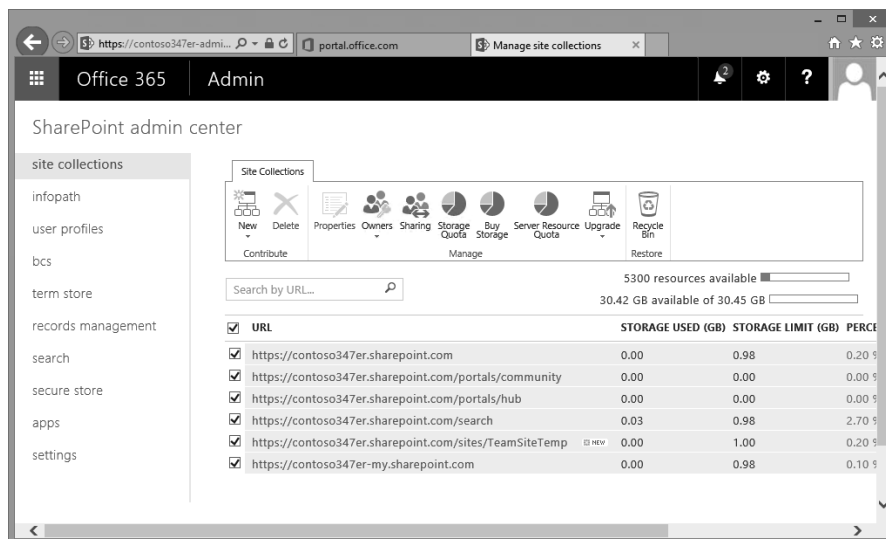 https://contoso347er-admi...
portal.office.com
Manage site collections
Office 365
Admin
2
?
SharePoint admin center
site collections
infopath
user profiles
bcs
term store
records management
search
secure store
apps
settings
Site Collections
New
Delete
Properties
Owners
Sharing
Storage Quota
Buy Storage
Server Resource Quota
Upgrade
Recycle Bin
Contribute
Manage
Restore
Search by URL...
5300 resources available
30.42 GB available of 30.45 GB
URL STORAGE USED (GB) STORAGE LIMIT (GB) PERCE
https://contoso347er.sharepoint.com 0.00 0.98 0.20 %
https://contoso347er.sharepoint.com/portals/community 0.00 0.00 0.00 %
https://contoso347er.sharepoint.com/portals/hub 0.00 0.00 0.00 %
https://contoso347er.sharepoint.com/search 0.03 0.98 2.70 %
https://contoso347er.sharepoint.com/sites/TeamSiteTemp NEW 0.00 1.00 0.20 %
https://contoso347er-my.sharepoint.com 0.00 0.98 0.10 %